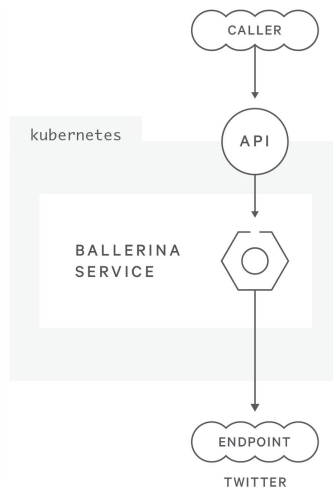 CALLER
API
kubernetes
BALLERINA
SERVICE
ENDPOINT
TWITTER